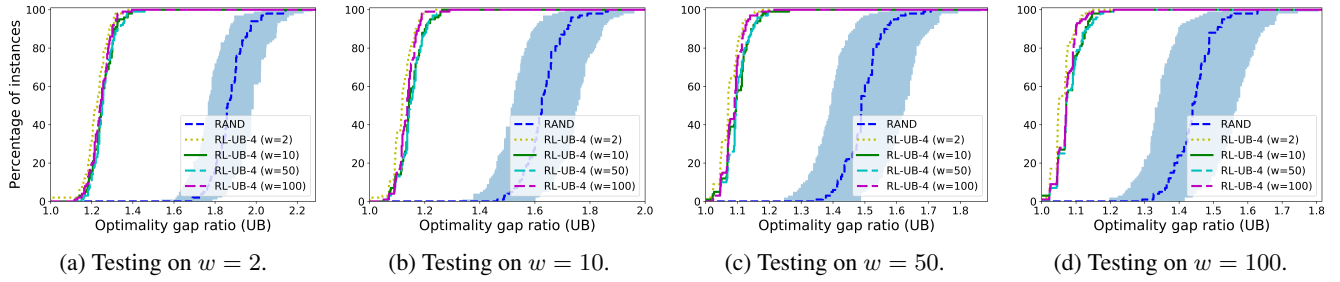 Percentage of instances
100
80
60
40
20
0
RAND
RL-UB-4 (w=2)
RL-UB-4 (w=10)
RL-UB-4 (w=50)
RL-UB-4 (w=100)
1.0 1.2 1.4 1.6 1.8 2.0 2.2
Optimality gap ratio (UB)
(a) Testing on w = 2.
100
80
60
40
20
0
RAND
RL-UB-4 (w=2)
RL-UB-4 (w=10)
RL-UB-4 (w=50)
RL-UB-4 (w=100)
1.0 1.2 1.4 1.6 1.8 2.0
Optimality gap ratio (UB)
(b) Testing on w = 10.
100
80
60
40
20
0
RAND
RL-UB-4 (w=2)
RL-UB-4 (w=10)
RL-UB-4 (w=50)
RL-UB-4 (w=100)
1.0 1.1 1.2 1.3 1.4 1.5 1.6 1.7 1.8
Optimality gap ratio (UB)
(c) Testing on w = 50.
100
80
60
40
20
0
RAND
RL-UB-4 (w=2)
RL-UB-4 (w=10)
RL-UB-4 (w=50)
RL-UB-4 (w=100)
1.0 1.1 1.2 1.3 1.4 1.5 1.6 1.7 1.8
Optimality gap ratio (UB)
(d) Testing on w = 100.